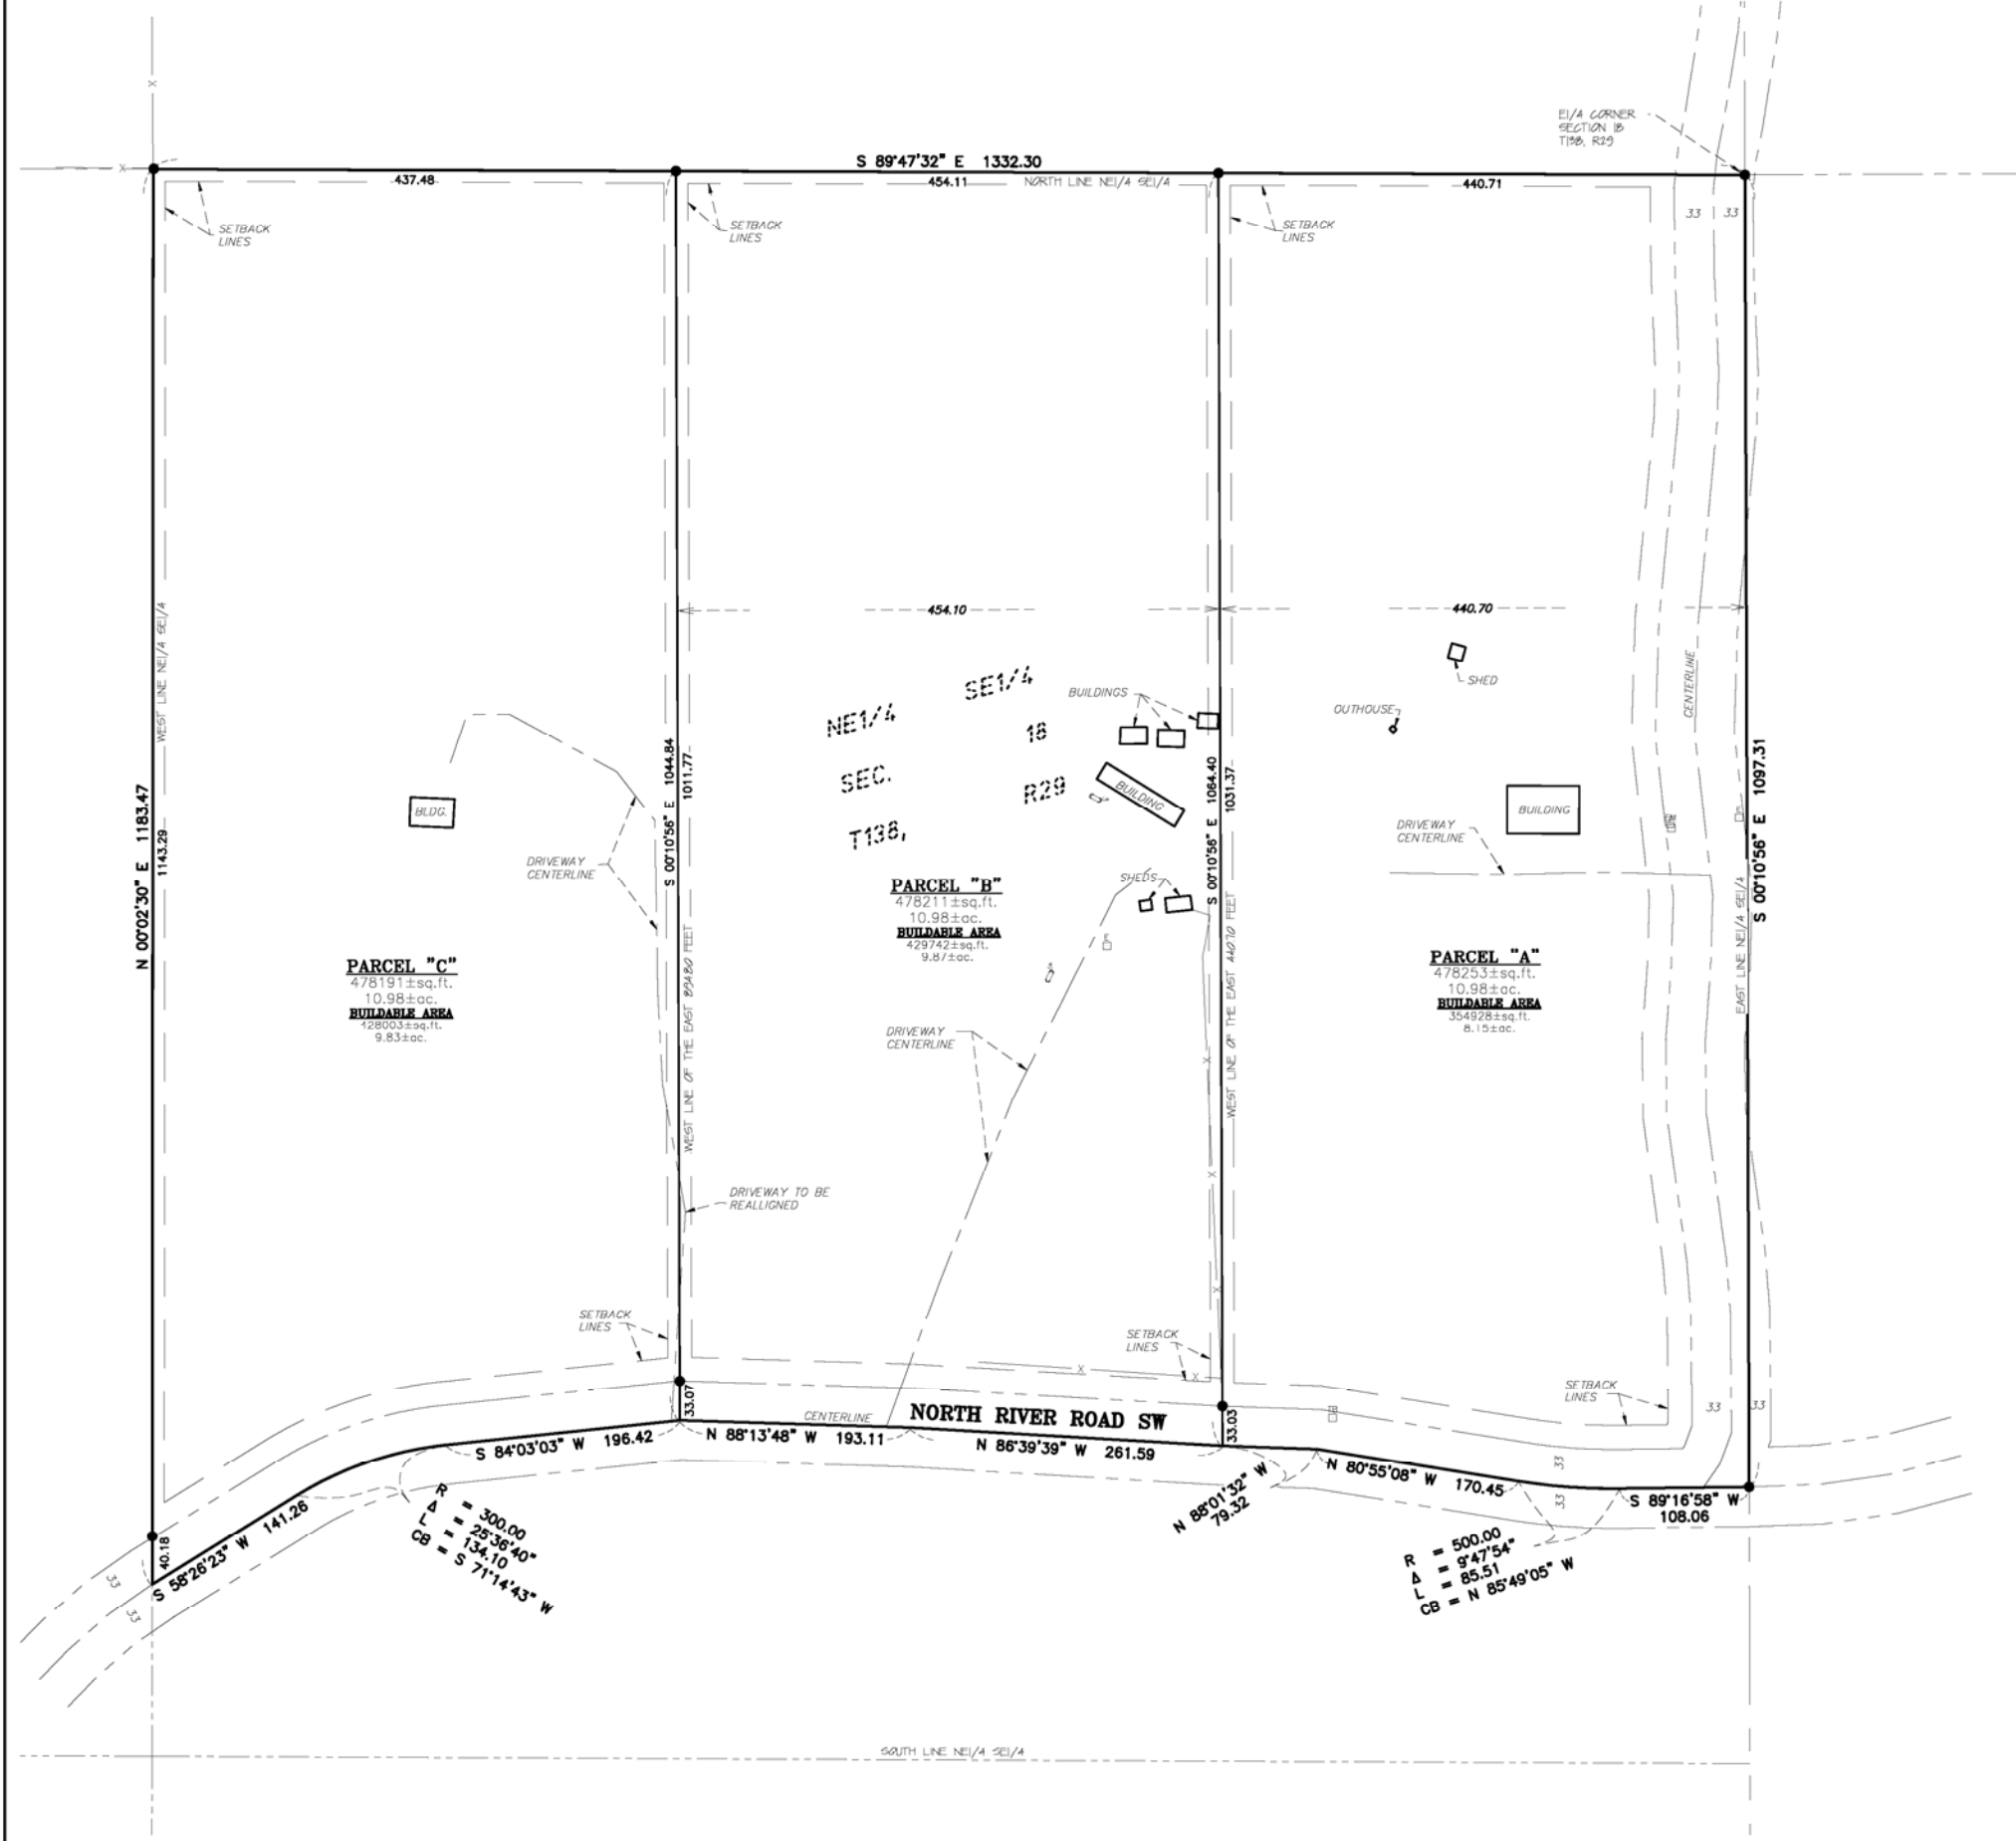 E1/4 CORNER
SECTION 18
T138, R29
S 89°47'32" E 1332.30
437.48
454.11
NORTH LINE NE1/4 SE1/4
440.71
33
33
SETBACK
LINES
SETBACK
LINES
SETBACK
LINES
WEST LINE NE1/4 SE1/4
454.10
440.70
SHED
CENTERLINE
NE1/4
SE1/4
BUILDINGS
OUTHOUSE
18
SEC.
R29
T138,
N 00°02'30" E 1183.47
1143.29
S 00°10'56" E 1044.84
1011.77
S 00°10'56" E 1064.40
1031.37
S 00°10'56" E 1097.31
BLDG.
BUILDING
BUILDING
DRIVEWAY
CENTERLINE
DRIVEWAY
CENTERLINE
SHEDS
PARCEL "B"
478211±sq.ft.
10.98±ac.
BUILDABLE AREA
429742±sq.ft.
9.87±ac.
E
EAST LINE NE1/4 SE1/4
WEST LINE OF THE EAST 894.80 FEET
WEST LINE OF THE EAST 440.70 FEET
PARCEL "C"
478191±sq.ft.
10.98±ac.
BUILDABLE AREA
428003±sq.ft.
9.83±ac.
PARCEL "A"
478253±sq.ft.
10.98±ac.
BUILDABLE AREA
354928±sq.ft.
8.15±ac.
DRIVEWAY
CENTERLINE
DRIVEWAY TO BE
REALLIGNED
SETBACK
LINES
SETBACK
LINES
SETBACK
LINES
33.07
CENTERLINE
NORTH RIVER ROAD SW
33.03
TB
33
33
S 84°03'03" W 196.42
N 88°13'48" W 193.11
N 86°39'39" W 261.59
N 88°01'32" W
79.32
N 80°55'08" W 170.45
33
33
S 89°16'58" W
108.06
40.18
S 58°26'23" W 141.26
33
33
R = 300.00
Δ = 25°36'40"
L = 134.10
CB = S 71°14'43" W
R = 500.00
Δ = 9°47'54"
L = 85.51
CB = N 85°49'05" W
SOUTH LINE NE1/4 SE1/4